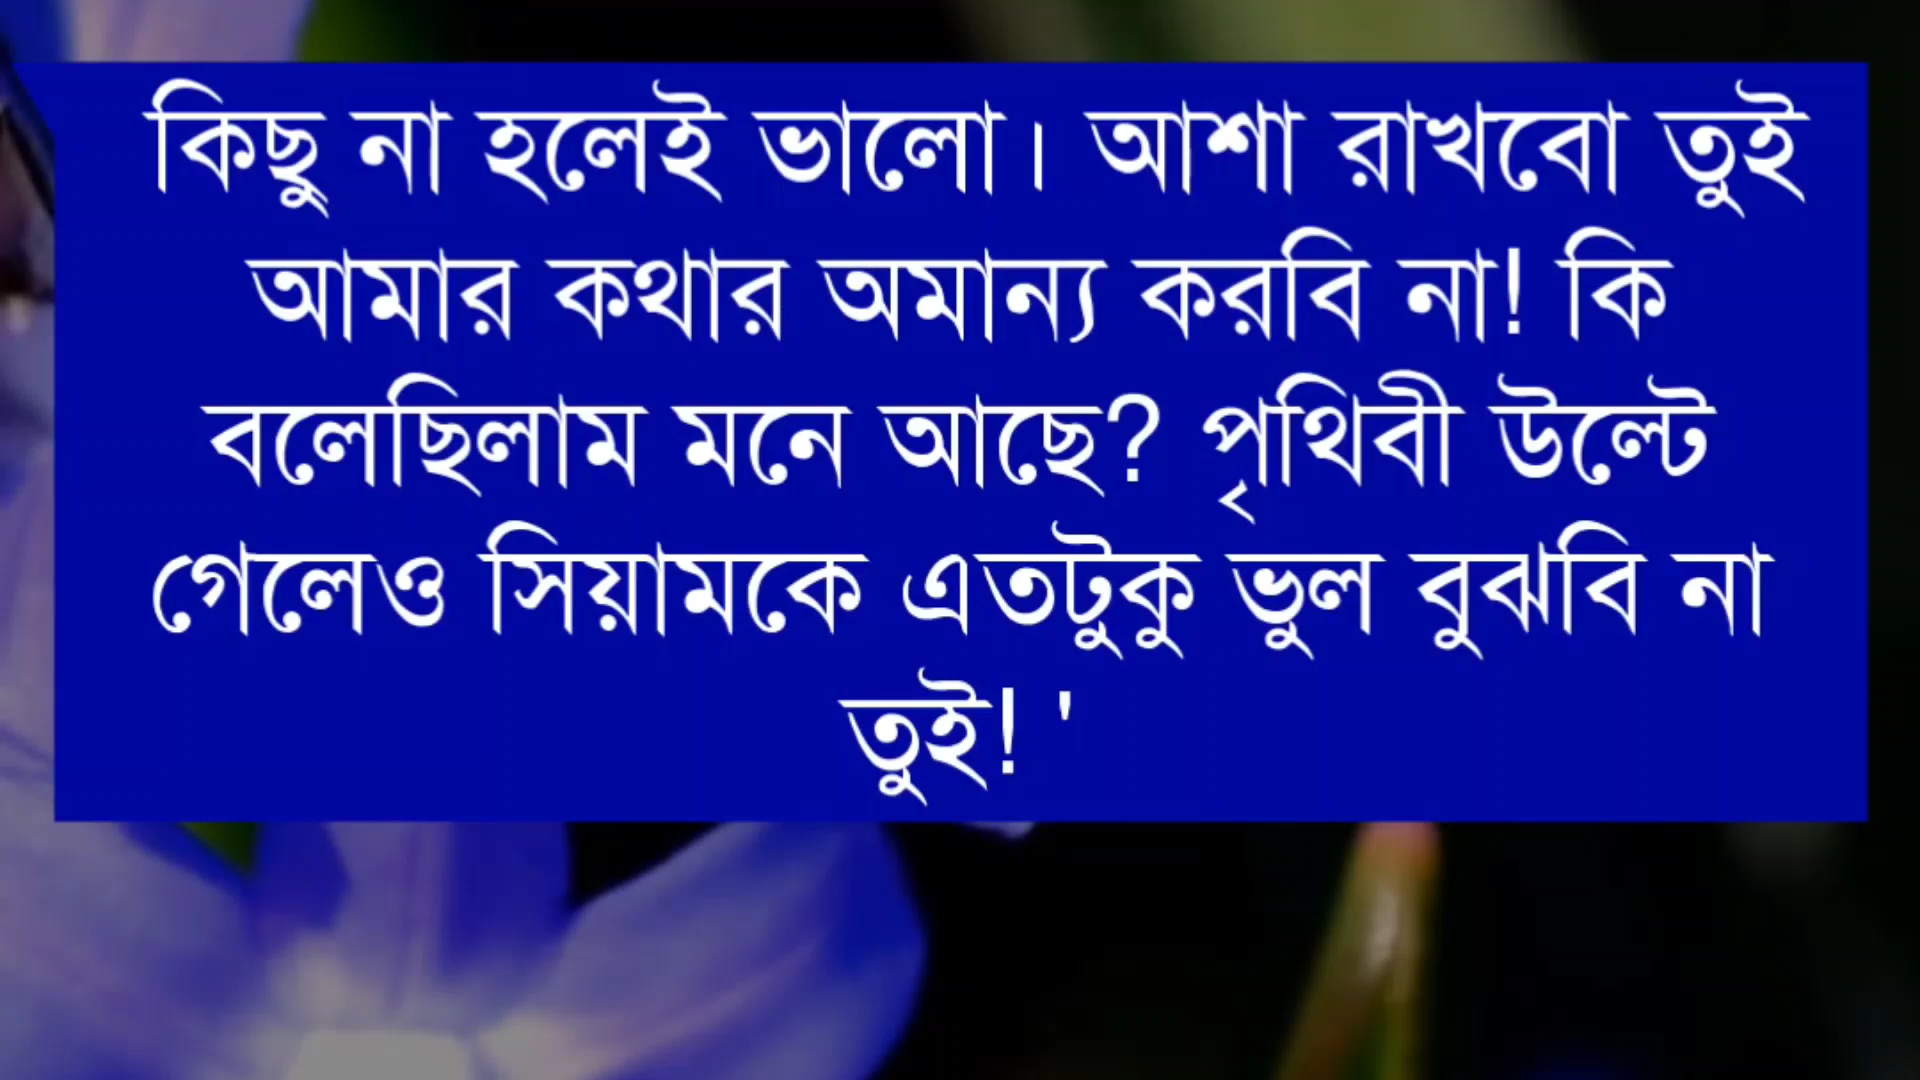 কিছু না হলেই ভালো। আশা রাখবো তুই
আমার কথার অমান্য করবি না! কি
বলেছিলাম মনে আছে? পৃথিবী উল্টে
গেলেও সিয়ামকে এতটুকু ভুল বুঝবি না
তুই! '